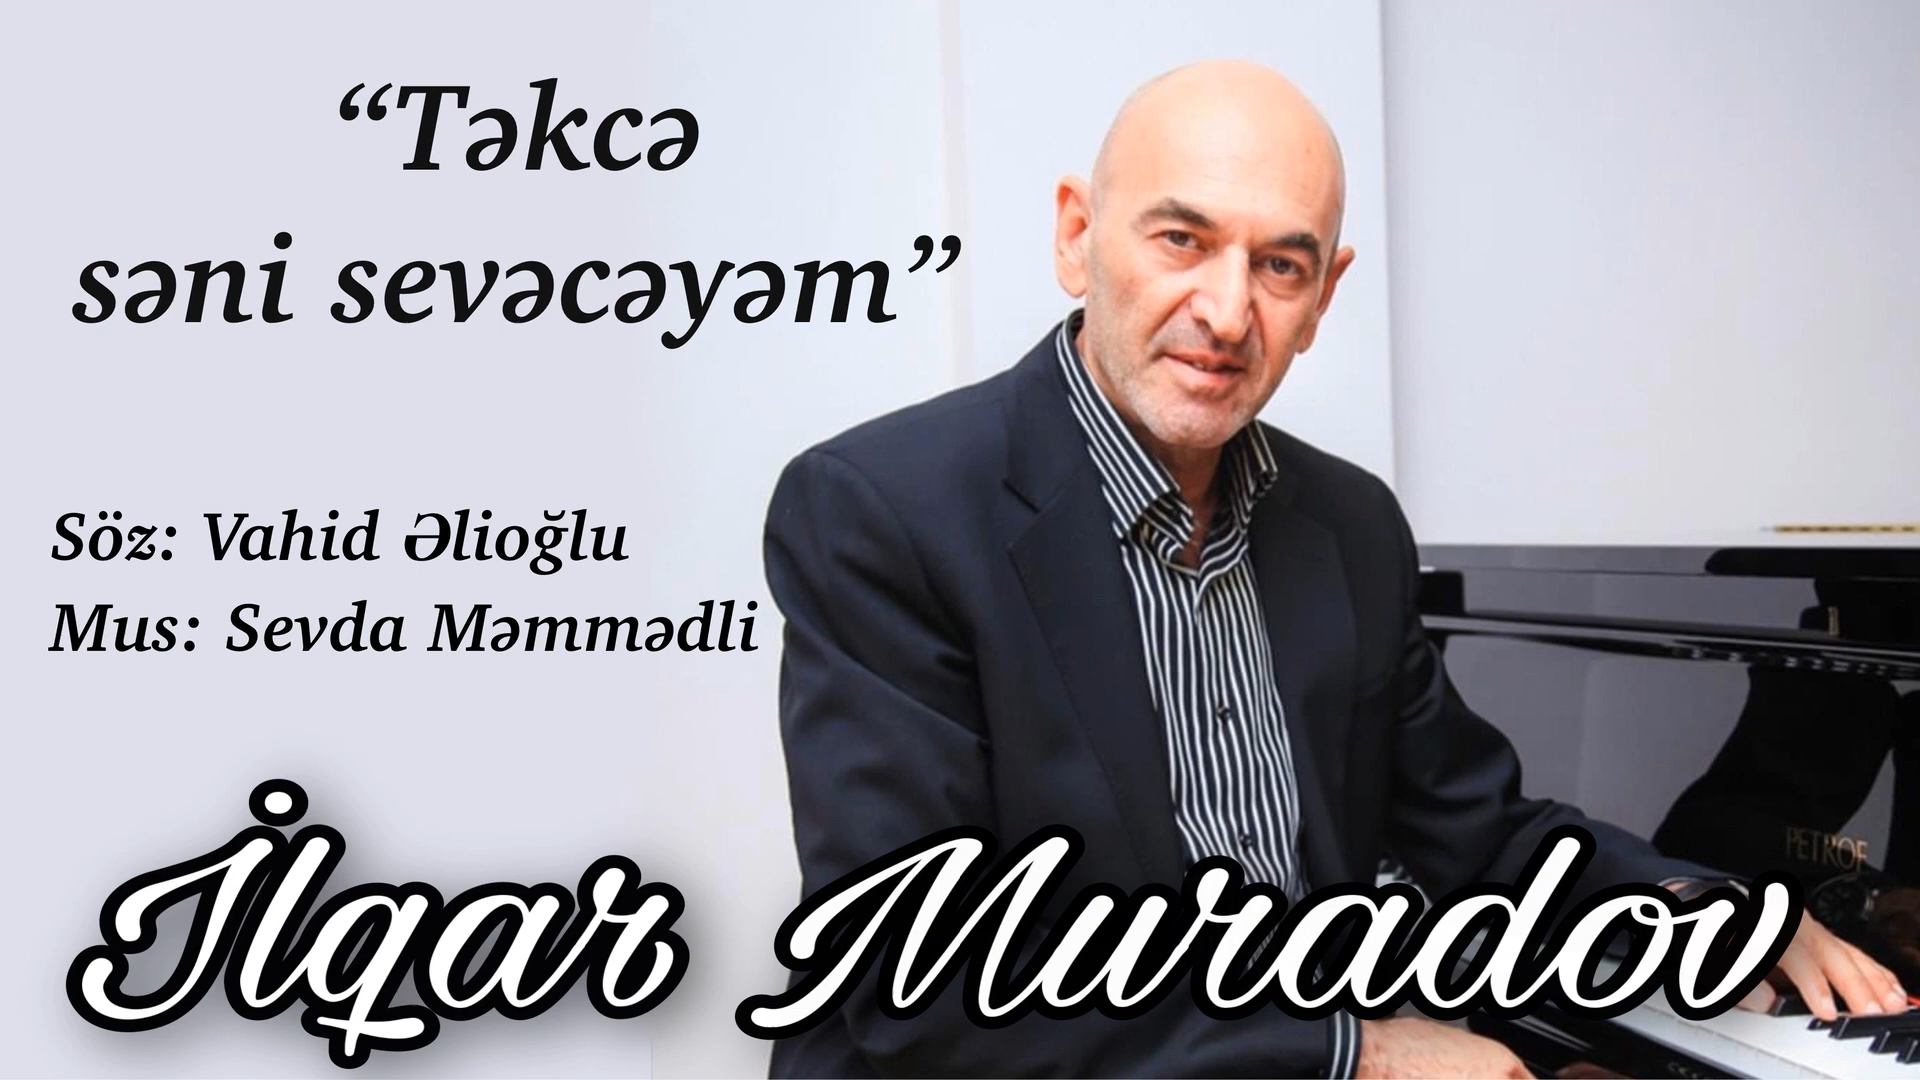 “Təkcə
səni sevəcəyəm”
Söz: Vahid Əlioğlu
Mus: Sevda Məmmədli
İlqar Muradov
PETROF